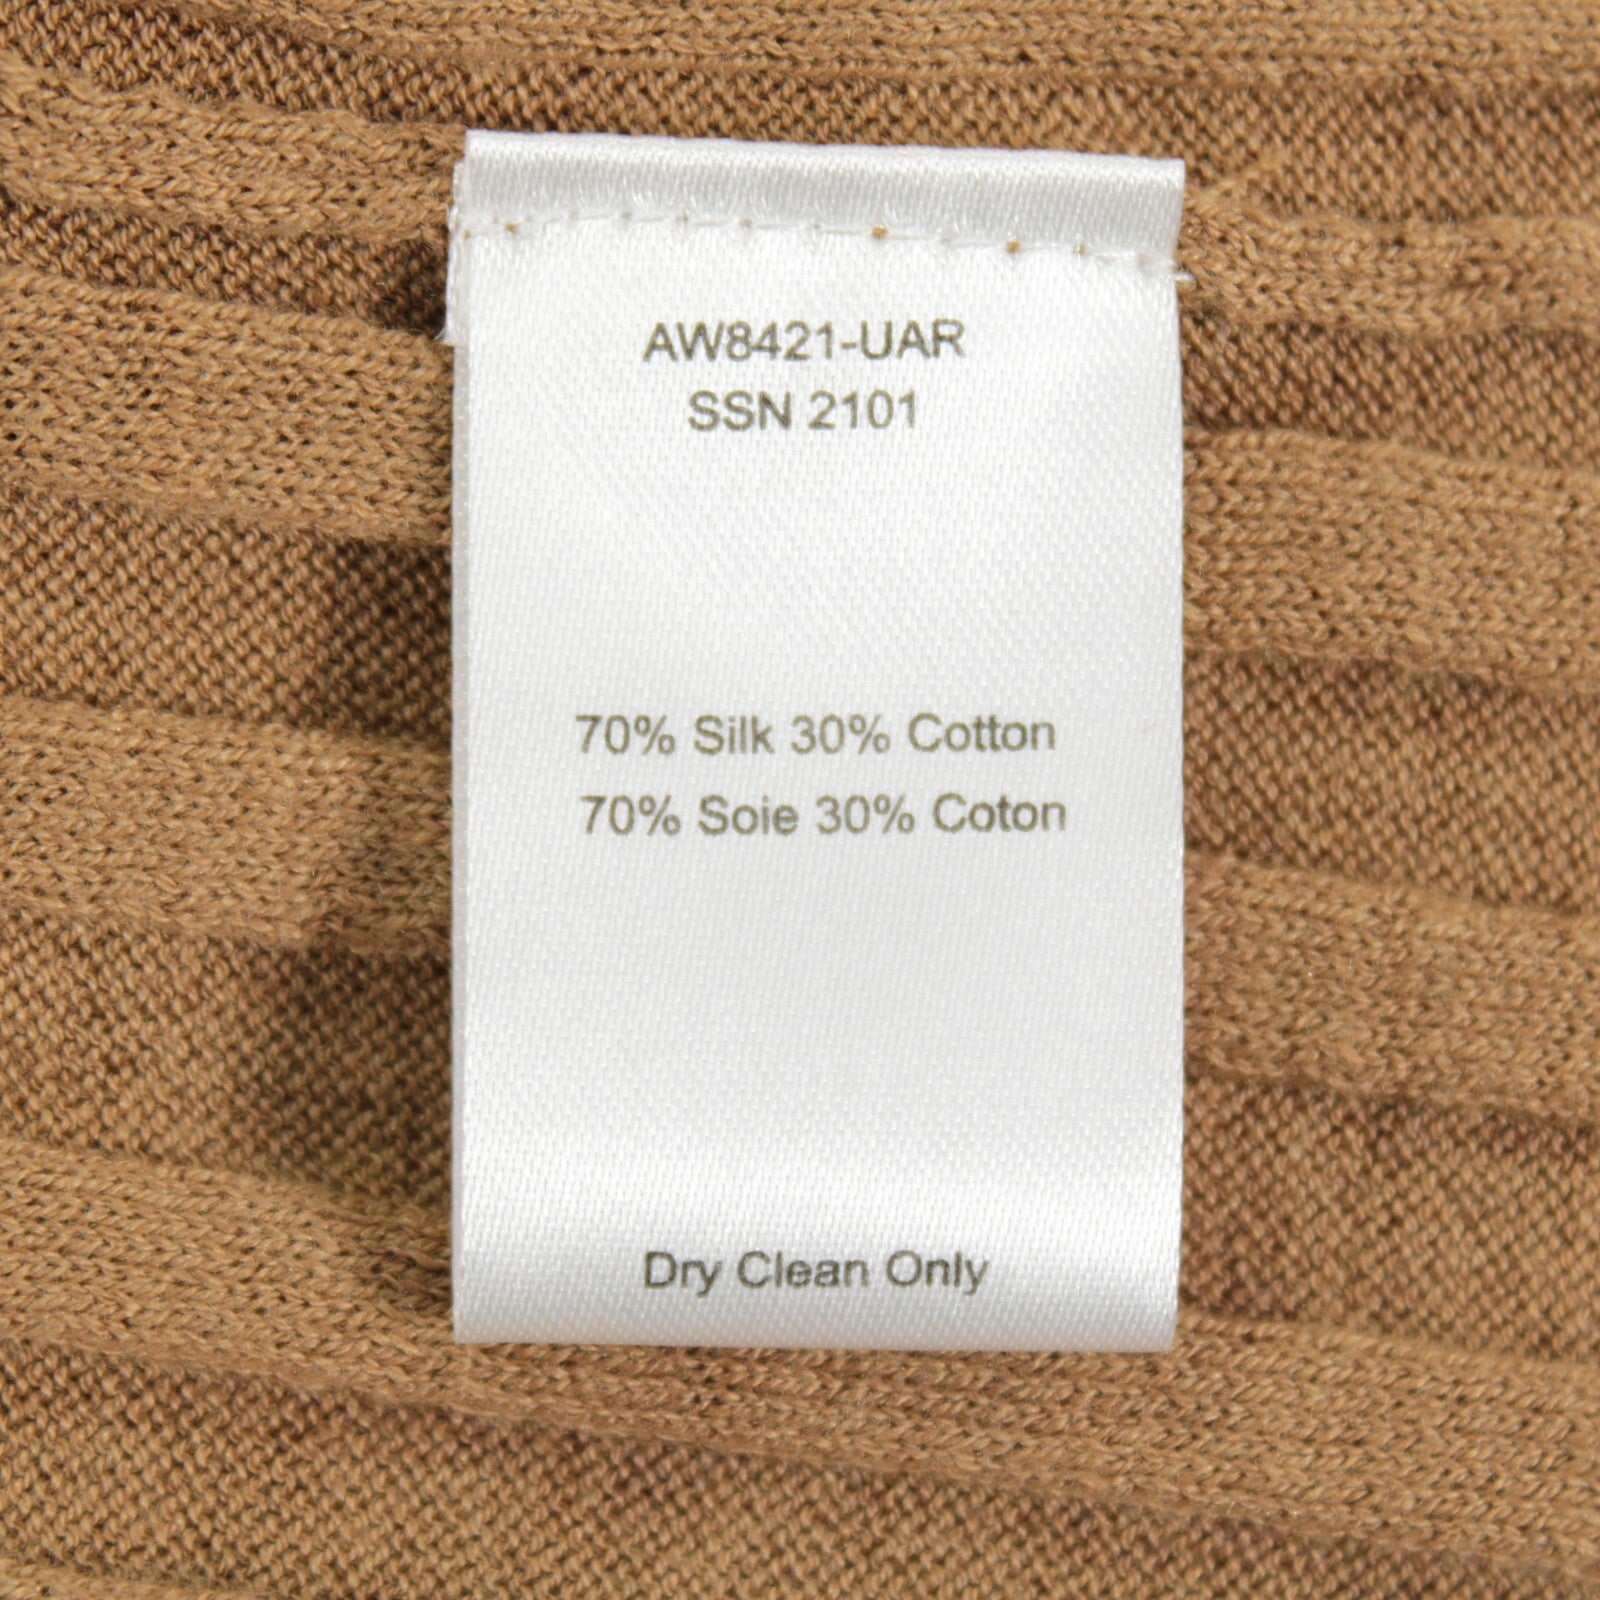 AW8421-UAR
SSN 2101
70% Silk 30% Cotton
70% Soie 30% Coton
Dry Clean Only